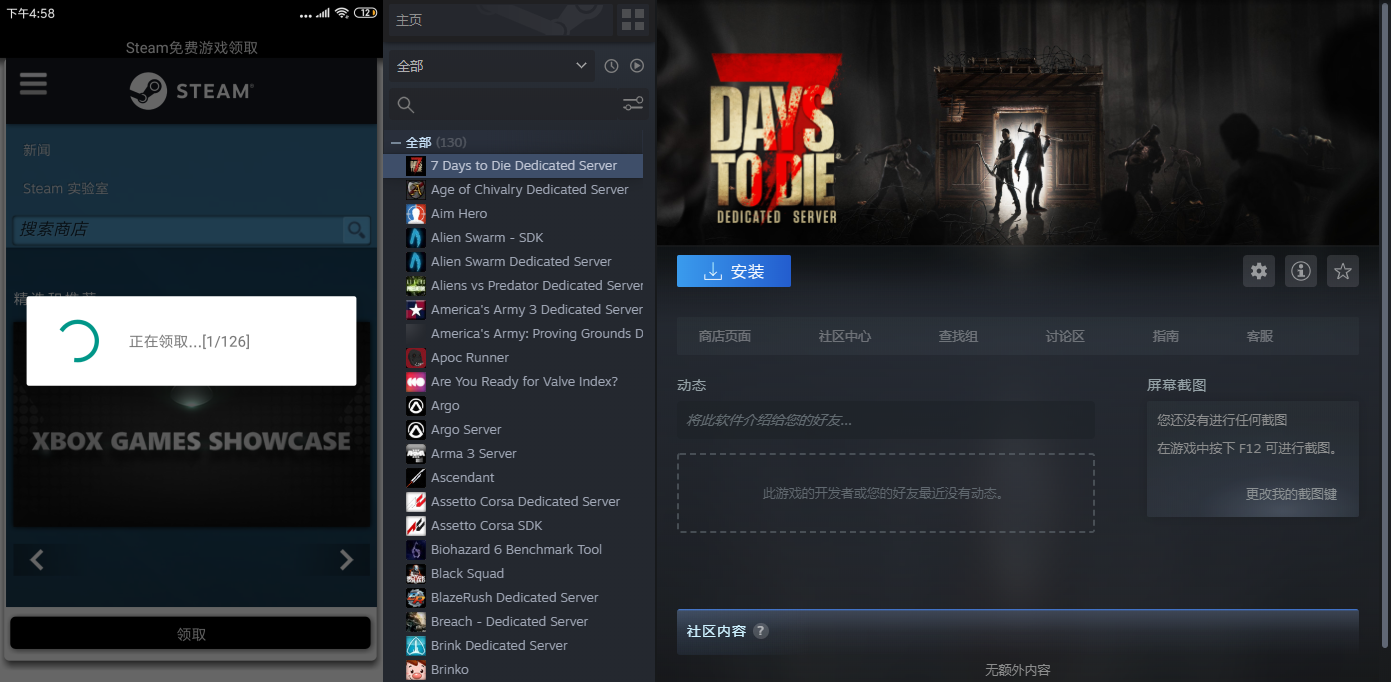 下午4:58
12
Steam免费游戏领取
STEAM
新闻
Steam 实验室
搜索商店
精选和推荐
正在领取...[1/126]
XBOX GAMES SHOWCASE
领取
主页
全部
全部 (130)
7 Days to Die Dedicated Server
Age of Chivalry Dedicated Server
Aim Hero
Alien Swarm - SDK
Alien Swarm Dedicated Server
Aliens vs Predator Dedicated Server
America's Army 3 Dedicated Server
America's Army: Proving Grounds D
Apoc Runner
Are You Ready for Valve Index?
Argo
Argo Server
Arma 3 Server
Ascendant
Assetto Corsa Dedicated Server
Assetto Corsa SDK
Biohazard 6 Benchmark Tool
Black Squad
BlazeRush Dedicated Server
Breach - Dedicated Server
Brink Dedicated Server
Brinko
7
DAYS
TO DIE
DEDICATED SERVER
安装
商店页面 社区中心 查找组 讨论区 指南 客服
动态
将此软件介绍给您的好友...
此游戏的开发者或您的好友最近没有动态。
屏幕截图
您还没有进行任何截图
在游戏中按下 F12 可进行截图。
更改我的截图键
社区内容 ?
无额外内容